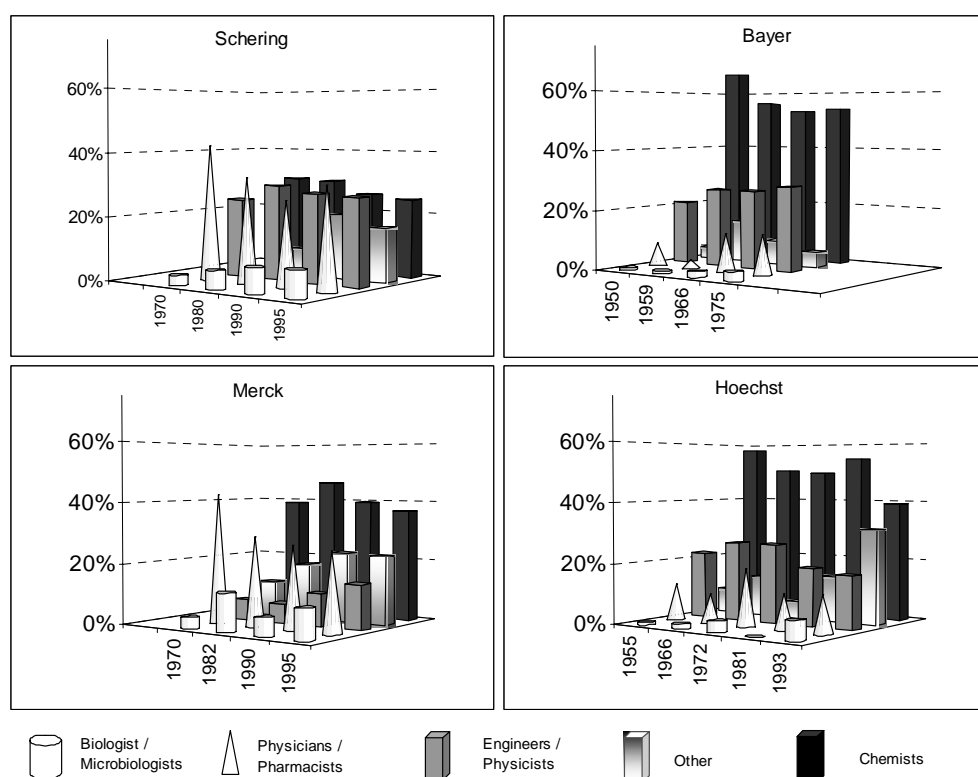 Schering
60%
40%
20%
0%
1970
1980
1990
1995
Bayer
60%
40%
20%
0%
1950
1959
1966
1975
Merck
60%
40%
20%
0%
1970
1982
1990
1995
Hoechst
60%
40%
20%
0%
1955
1966
1972
1981
1993
Biologist /
Microbiologists
Physicians /
Pharmacists
Engineers /
Physicists
Other
Chemists